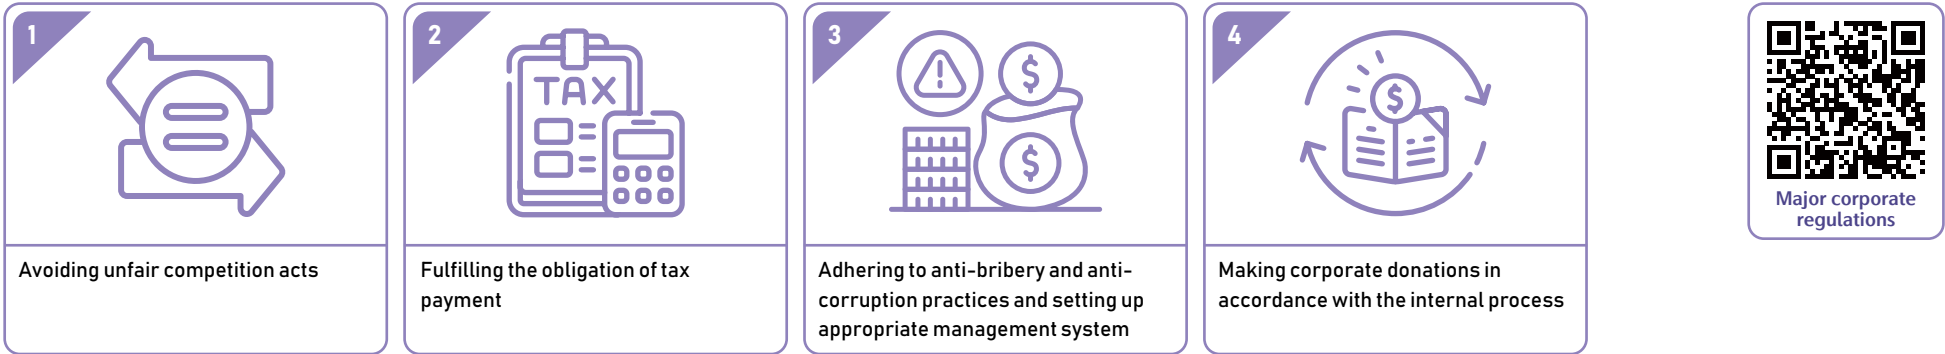 1
Avoiding unfair competition acts
2
TAX
Fulfilling the obligation of tax
payment
3
Adhering to anti-bribery and anti-
corruption practices and setting up
appropriate management system
4
Making corporate donations in
accordance with the internal process
Major corporate
regulations